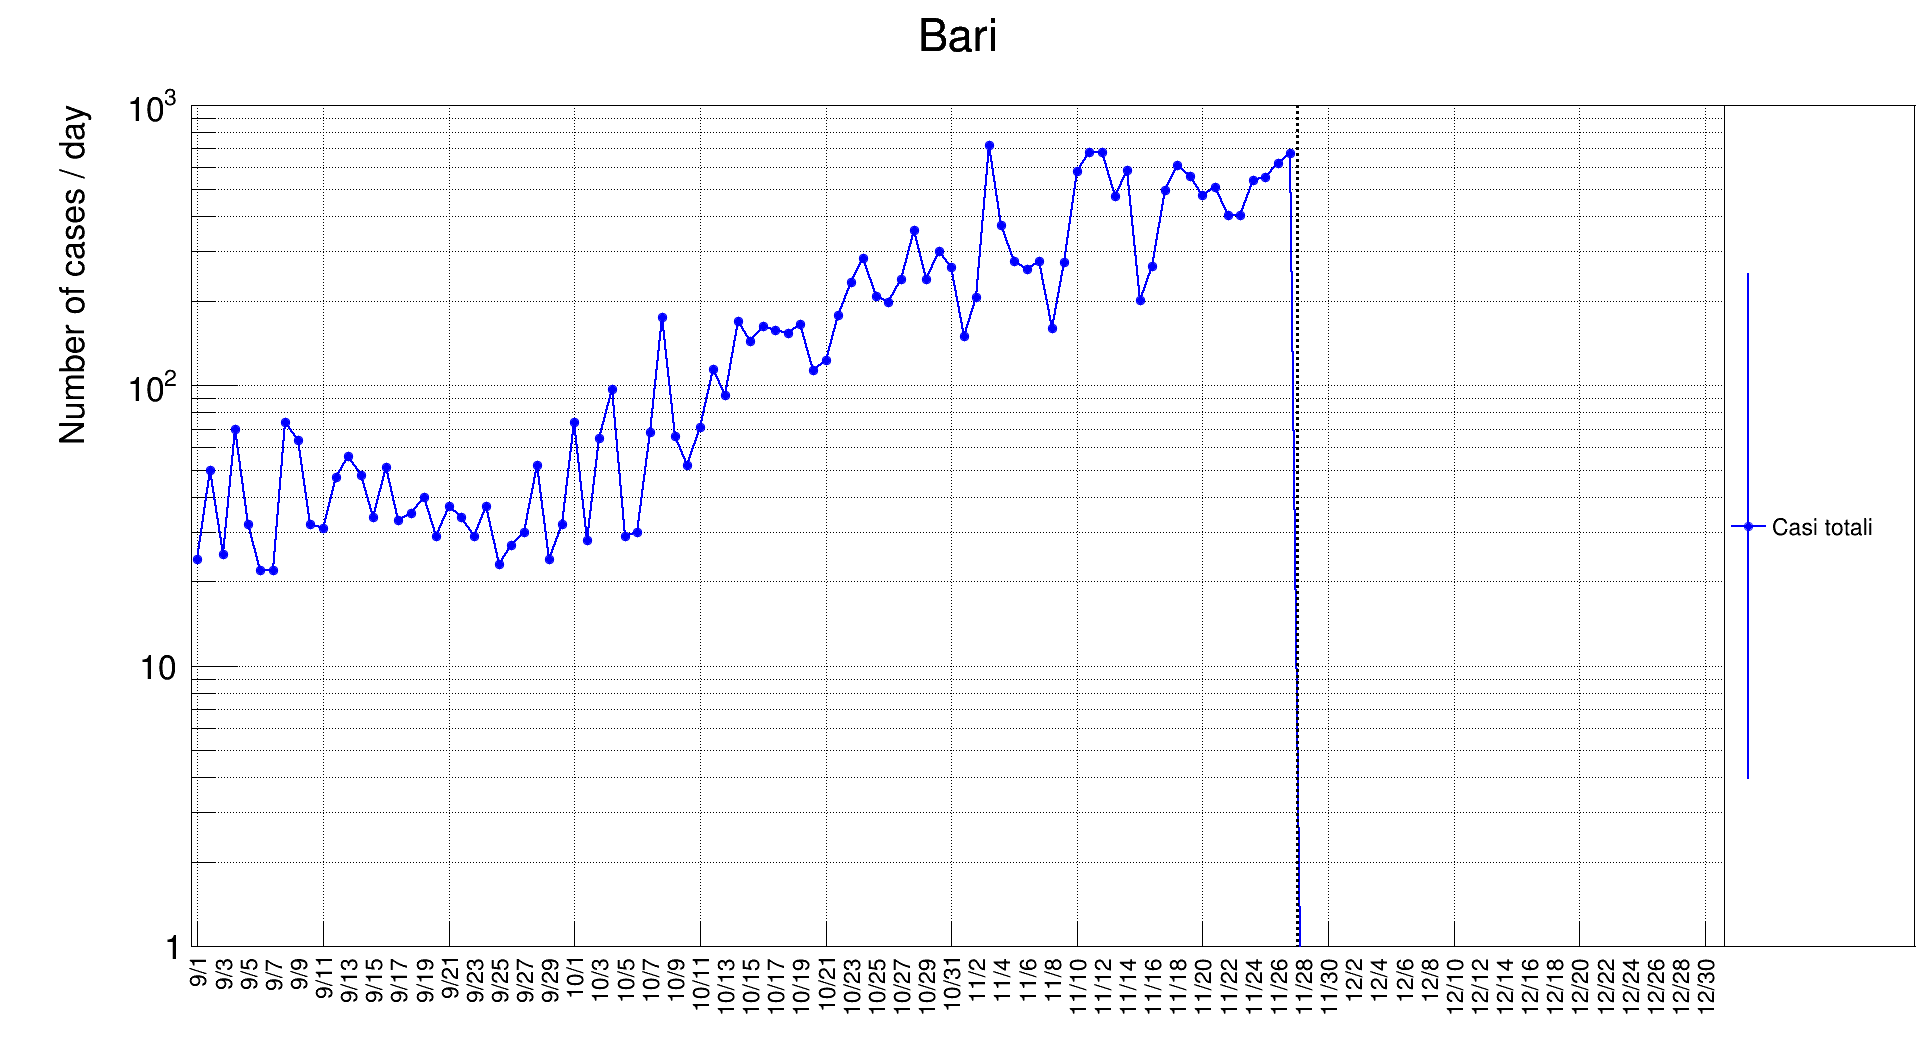 Bari
Number of cases / day
10³
10²
10
1
9/1 9/3 9/5 9/7 9/9 9/11 9/13 9/15 9/17 9/19 9/21 9/23 9/25 9/27 9/29 10/1 10/3 10/5 10/7 10/9 10/11 10/13 10/15 10/17 10/19 10/21 10/23 10/25 10/27 10/29 10/31 11/2 11/4 11/6 11/8 11/10 11/12 11/14 11/16 11/18 11/20 11/22 11/24 11/26 11/28 11/30 12/2 12/4 12/6 12/8 12/10 12/12 12/14 12/16 12/18 12/20 12/22 12/24 12/26 12/28 12/30
Casi totali